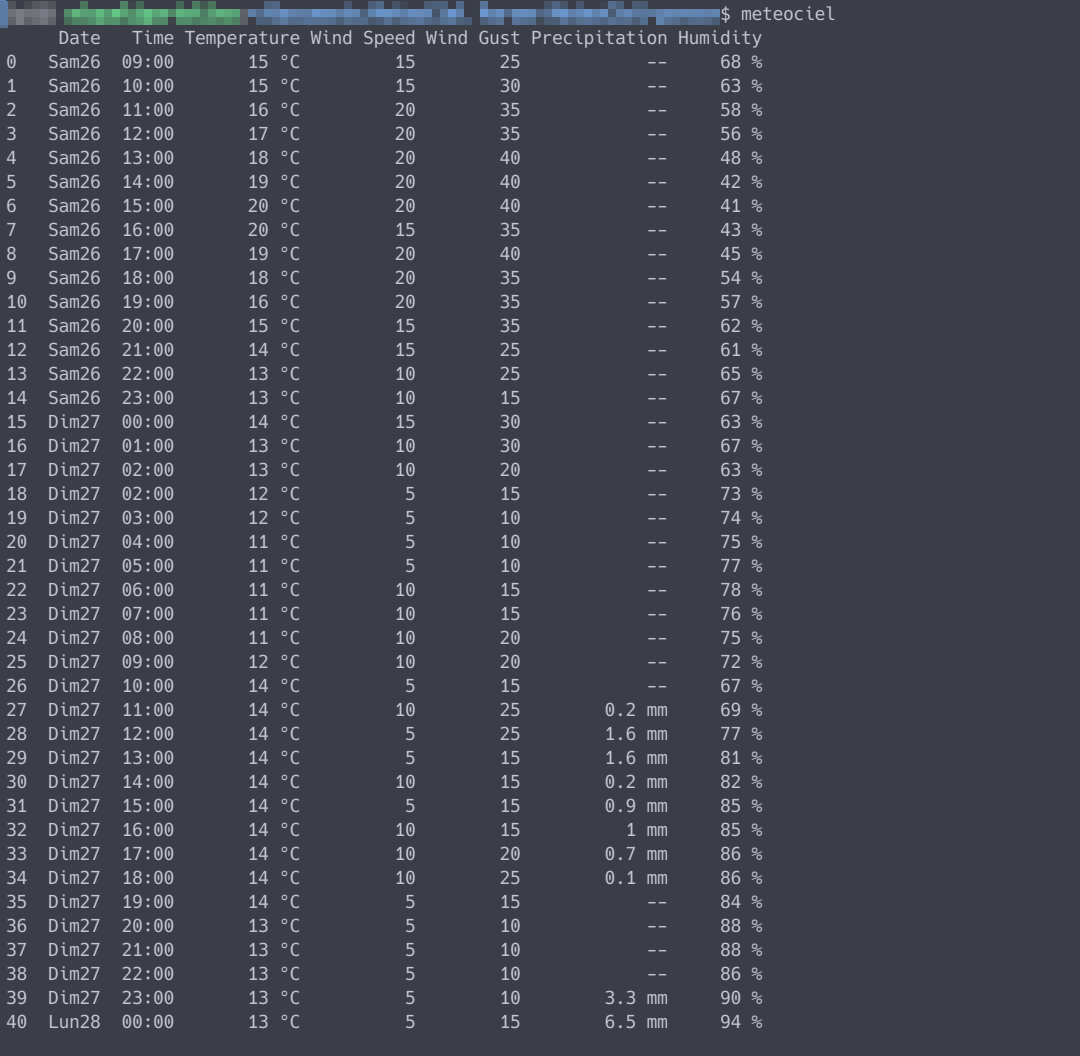 $ meteociel
Date Time Temperature Wind Speed Wind Gust Precipitation Humidity
0 Sam26 09:00 15 °C 15 25 -- 68 %
1 Sam26 10:00 15 °C 15 30 -- 63 %
2 Sam26 11:00 16 °C 20 35 -- 58 %
3 Sam26 12:00 17 °C 20 35 -- 56 %
4 Sam26 13:00 18 °C 20 40 -- 48 %
5 Sam26 14:00 19 °C 20 40 -- 42 %
6 Sam26 15:00 20 °C 20 40 -- 41 %
7 Sam26 16:00 20 °C 15 35 -- 43 %
8 Sam26 17:00 19 °C 20 40 -- 45 %
9 Sam26 18:00 18 °C 20 35 -- 54 %
10 Sam26 19:00 16 °C 20 35 -- 57 %
11 Sam26 20:00 15 °C 15 35 -- 62 %
12 Sam26 21:00 14 °C 15 25 -- 61 %
13 Sam26 22:00 13 °C 10 25 -- 65 %
14 Sam26 23:00 13 °C 10 15 -- 67 %
15 Dim27 00:00 14 °C 15 30 -- 63 %
16 Dim27 01:00 13 °C 10 30 -- 67 %
17 Dim27 02:00 13 °C 10 20 -- 63 %
18 Dim27 02:00 12 °C 5 15 -- 73 %
19 Dim27 03:00 12 °C 5 10 -- 74 %
20 Dim27 04:00 11 °C 5 10 -- 75 %
21 Dim27 05:00 11 °C 5 10 -- 77 %
22 Dim27 06:00 11 °C 10 15 -- 78 %
23 Dim27 07:00 11 °C 10 15 -- 76 %
24 Dim27 08:00 11 °C 10 20 -- 75 %
25 Dim27 09:00 12 °C 10 20 -- 72 %
26 Dim27 10:00 14 °C 5 15 -- 67 %
27 Dim27 11:00 14 °C 10 25 0.2 mm 69 %
28 Dim27 12:00 14 °C 5 25 1.6 mm 77 %
29 Dim27 13:00 14 °C 5 15 1.6 mm 81 %
30 Dim27 14:00 14 °C 10 15 0.2 mm 82 %
31 Dim27 15:00 14 °C 5 15 0.9 mm 85 %
32 Dim27 16:00 14 °C 10 15 1 mm 85 %
33 Dim27 17:00 14 °C 10 20 0.7 mm 86 %
34 Dim27 18:00 14 °C 10 25 0.1 mm 86 %
35 Dim27 19:00 14 °C 5 15 -- 84 %
36 Dim27 20:00 13 °C 5 10 -- 88 %
37 Dim27 21:00 13 °C 5 10 -- 88 %
38 Dim27 22:00 13 °C 5 10 -- 86 %
39 Dim27 23:00 13 °C 5 10 3.3 mm 90 %
40 Lun28 00:00 13 °C 5 15 6.5 mm 94 %